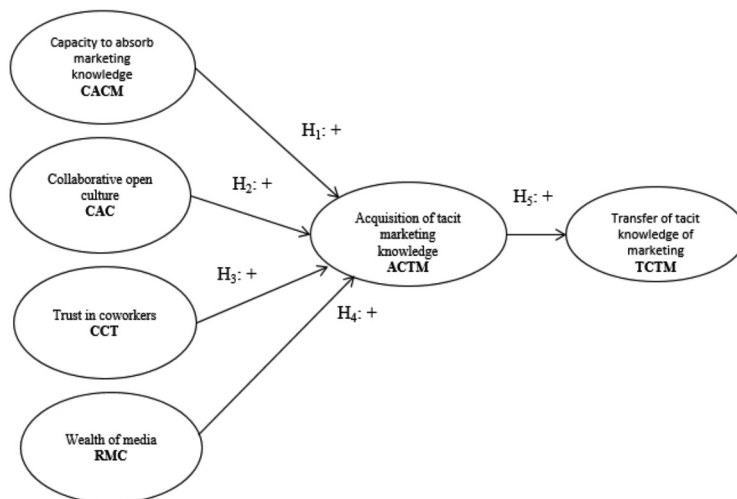 Capacity to absorb
marketing
knowledge
CACM
H1: +
Collaborative open
culture
CAC
H2: +
Acquisition of tacit
marketing
knowledge
ACTM
H5: +
Transfer of tacit
knowledge of
marketing
TCTM
Trust in coworkers
CCT
H3: +
H4: +
Wealth of media
RMC